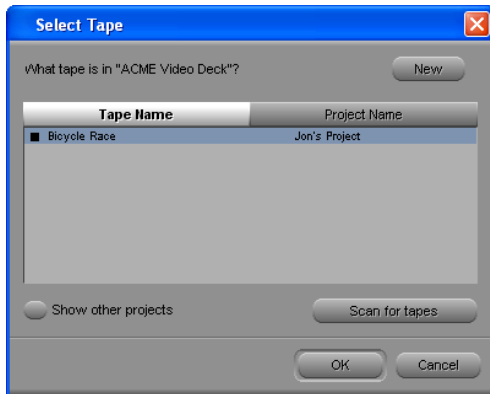 Select Tape
What tape is in "ACME Video Deck"?
New
Tape Name Project Name
Bicycle Race Jon's Project
Show other projects
Scan for tapes
OK Cancel